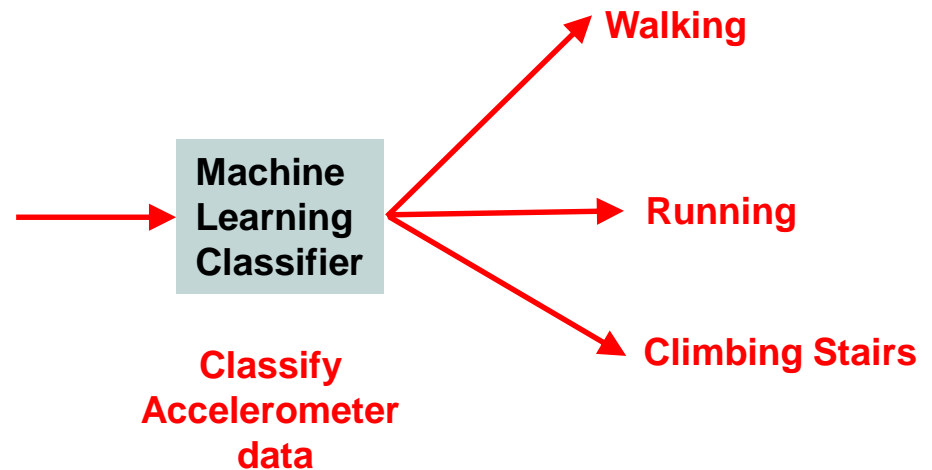 Walking
Machine
Learning
Classifier
Running
Climbing Stairs
Classify
Accelerometer
data